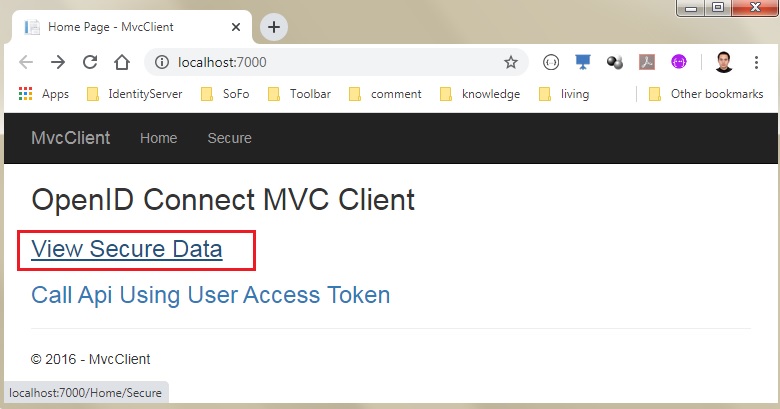 Home Page - MvcClient
localhost:7000
Apps IdentityServer SoFo Toolbar comment knowledge living Other bookmarks
MvcClient Home Secure
OpenID Connect MVC Client
View Secure Data
Call Api Using User Access Token
© 2016 - MvcClient
localhost:7000/Home/Secure